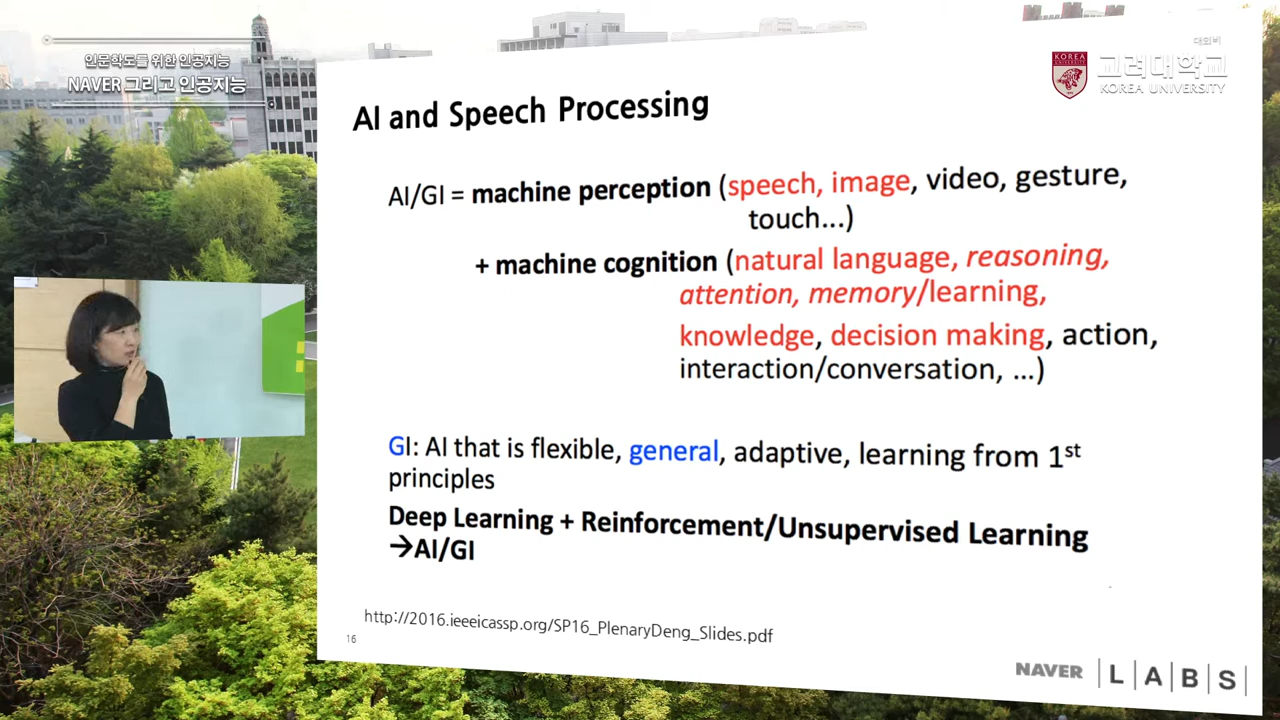 인문학도를 위한 인공지능
NAVER 그리고 인공지능
대외비
KOREA
UNIVERSITY
고려대학교
KOREA UNIVERSITY
AI and Speech Processing
AI/GI = machine perception (speech, image, video, gesture,
touch...)
+ machine cognition (natural language, reasoning,
attention, memory/learning,
knowledge, decision making, action,
interaction/conversation, ...)
GI: AI that is flexible, general, adaptive, learning from 1st
principles
Deep Learning + Reinforcement/Unsupervised Learning
→AI/GI
http://2016.ieeeicassp.org/SP16_PlenaryDeng_Slides.pdf
16
NAVER | L | A | B | S |